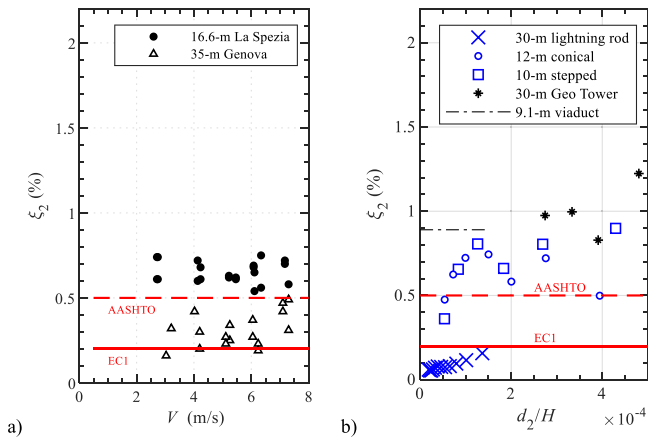 2
1.5
1
0.5
0
ξ2 (%)
16.6-m La Spezia
35-m Genova
AASHTO
EC1
0 2 4 6 8
V (m/s)
a)
2
1.5
1
0.5
0
ξ2 (%)
30-m lightning rod
12-m conical
10-m stepped
30-m Geo Tower
9.1-m viaduct
AASHTO
EC1
0 2 4
d2/H ×10-4
b)